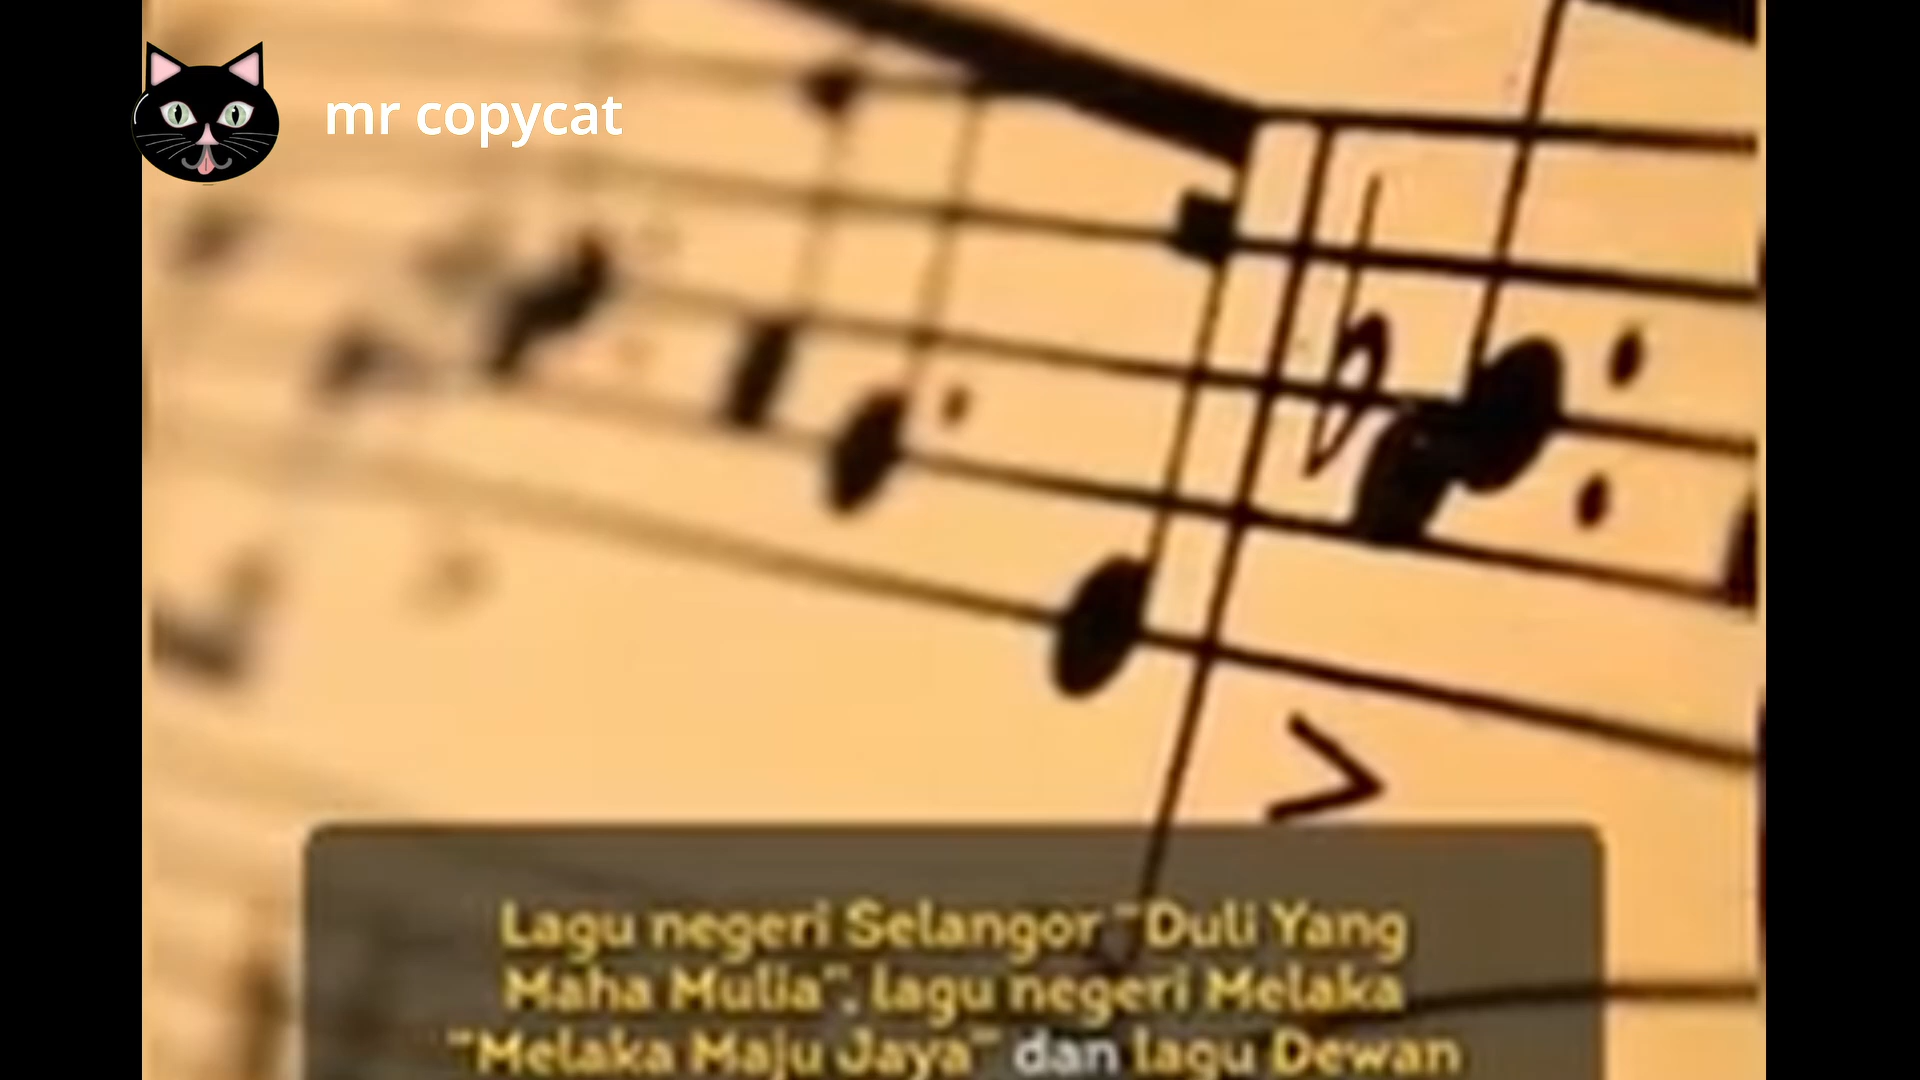 mr copycat
Lagu negeri Selangor "Duli Yang
Maha Mulia", lagu negeri Melaka
"Melaka Maju Jaya" dan lagu Dewan